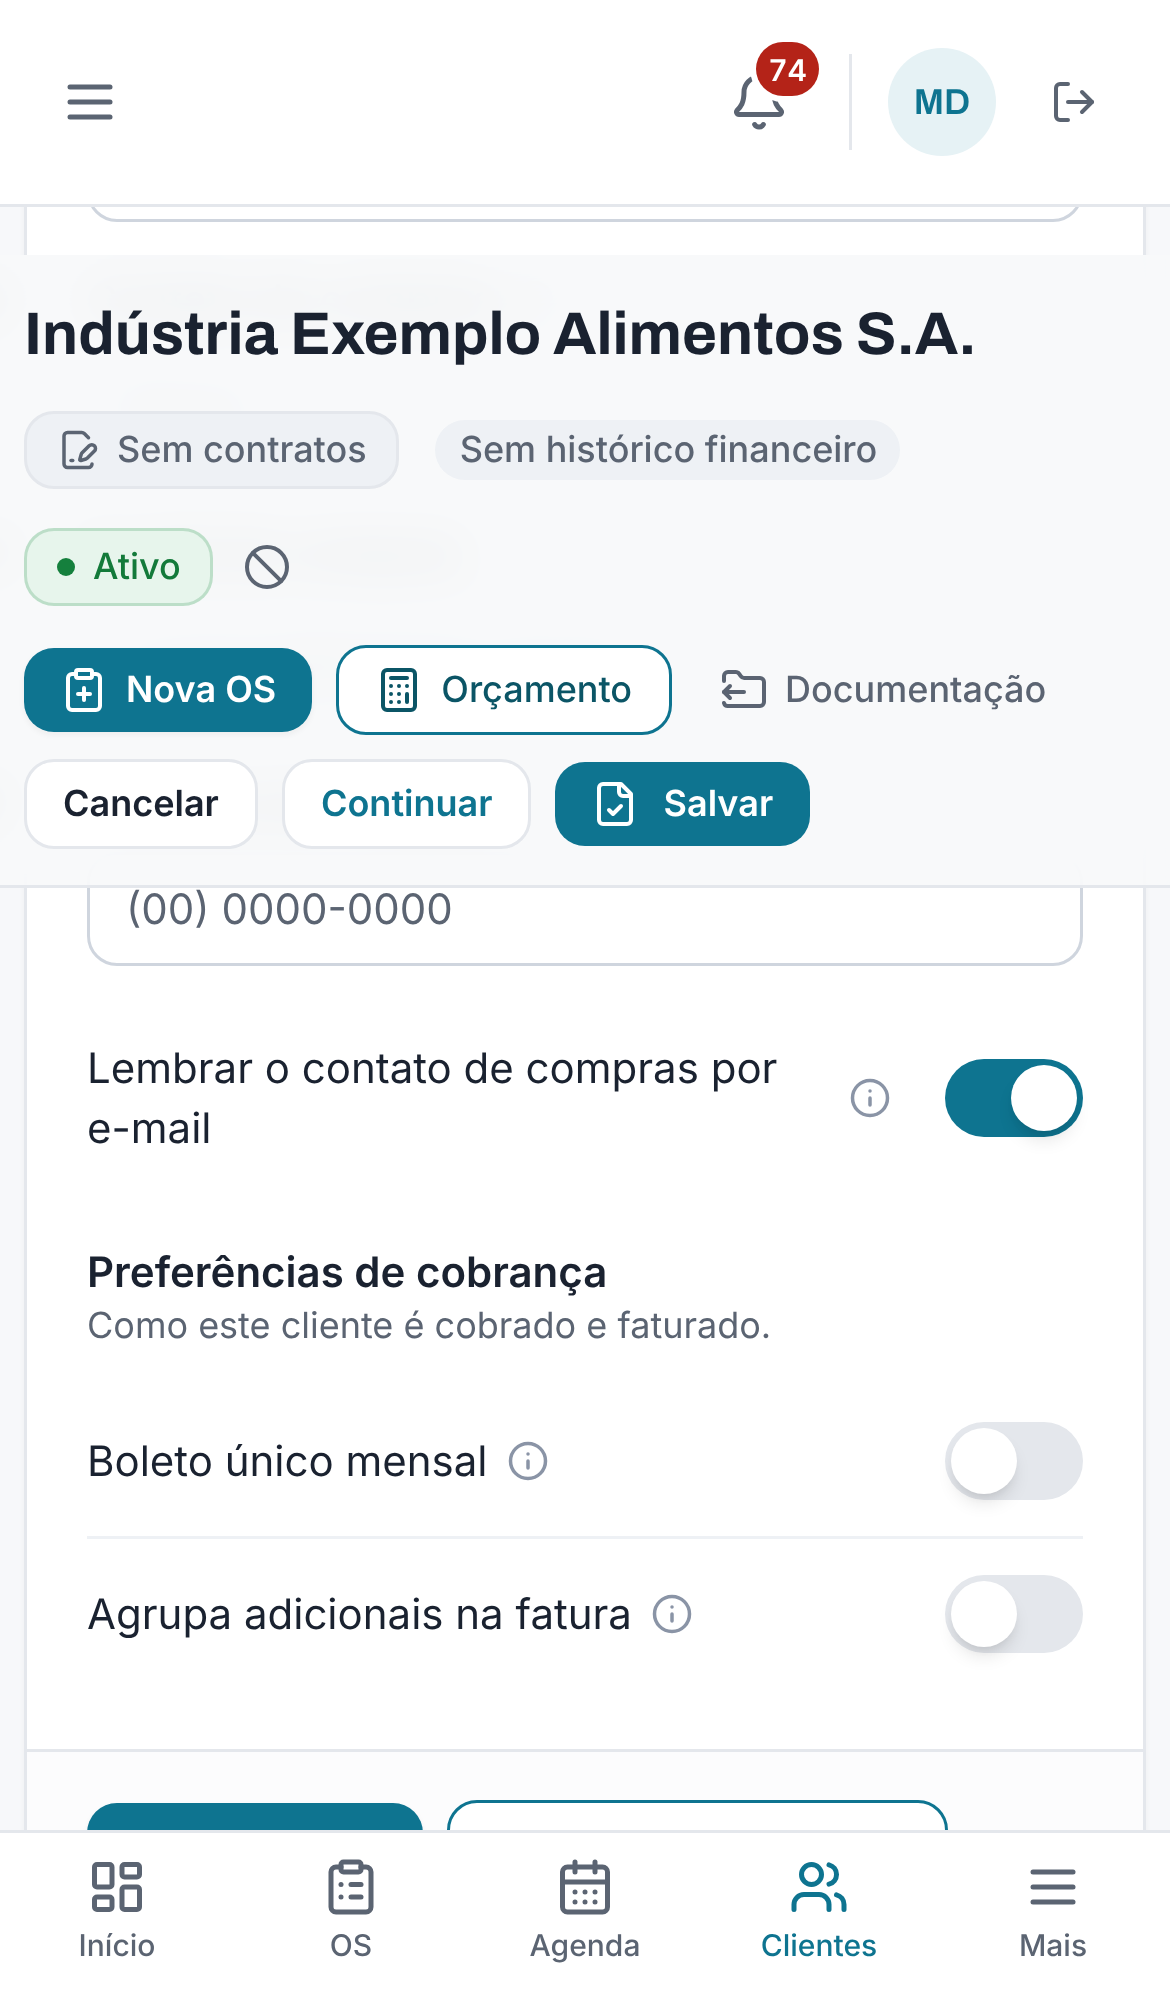 74
MD
Indústria Exemplo Alimentos S.A.
Sem contratos
Sem histórico financeiro
Ativo
Nova OS
Orçamento
Documentação
Cancelar
Continuar
Salvar
(00) 0000-0000
Lembrar o contato de compras por
e-mail
Preferências de cobrança
Como este cliente é cobrado e faturado.
Boleto único mensal
Agrupa adicionais na fatura
Início
OS
Agenda
Clientes
Mais